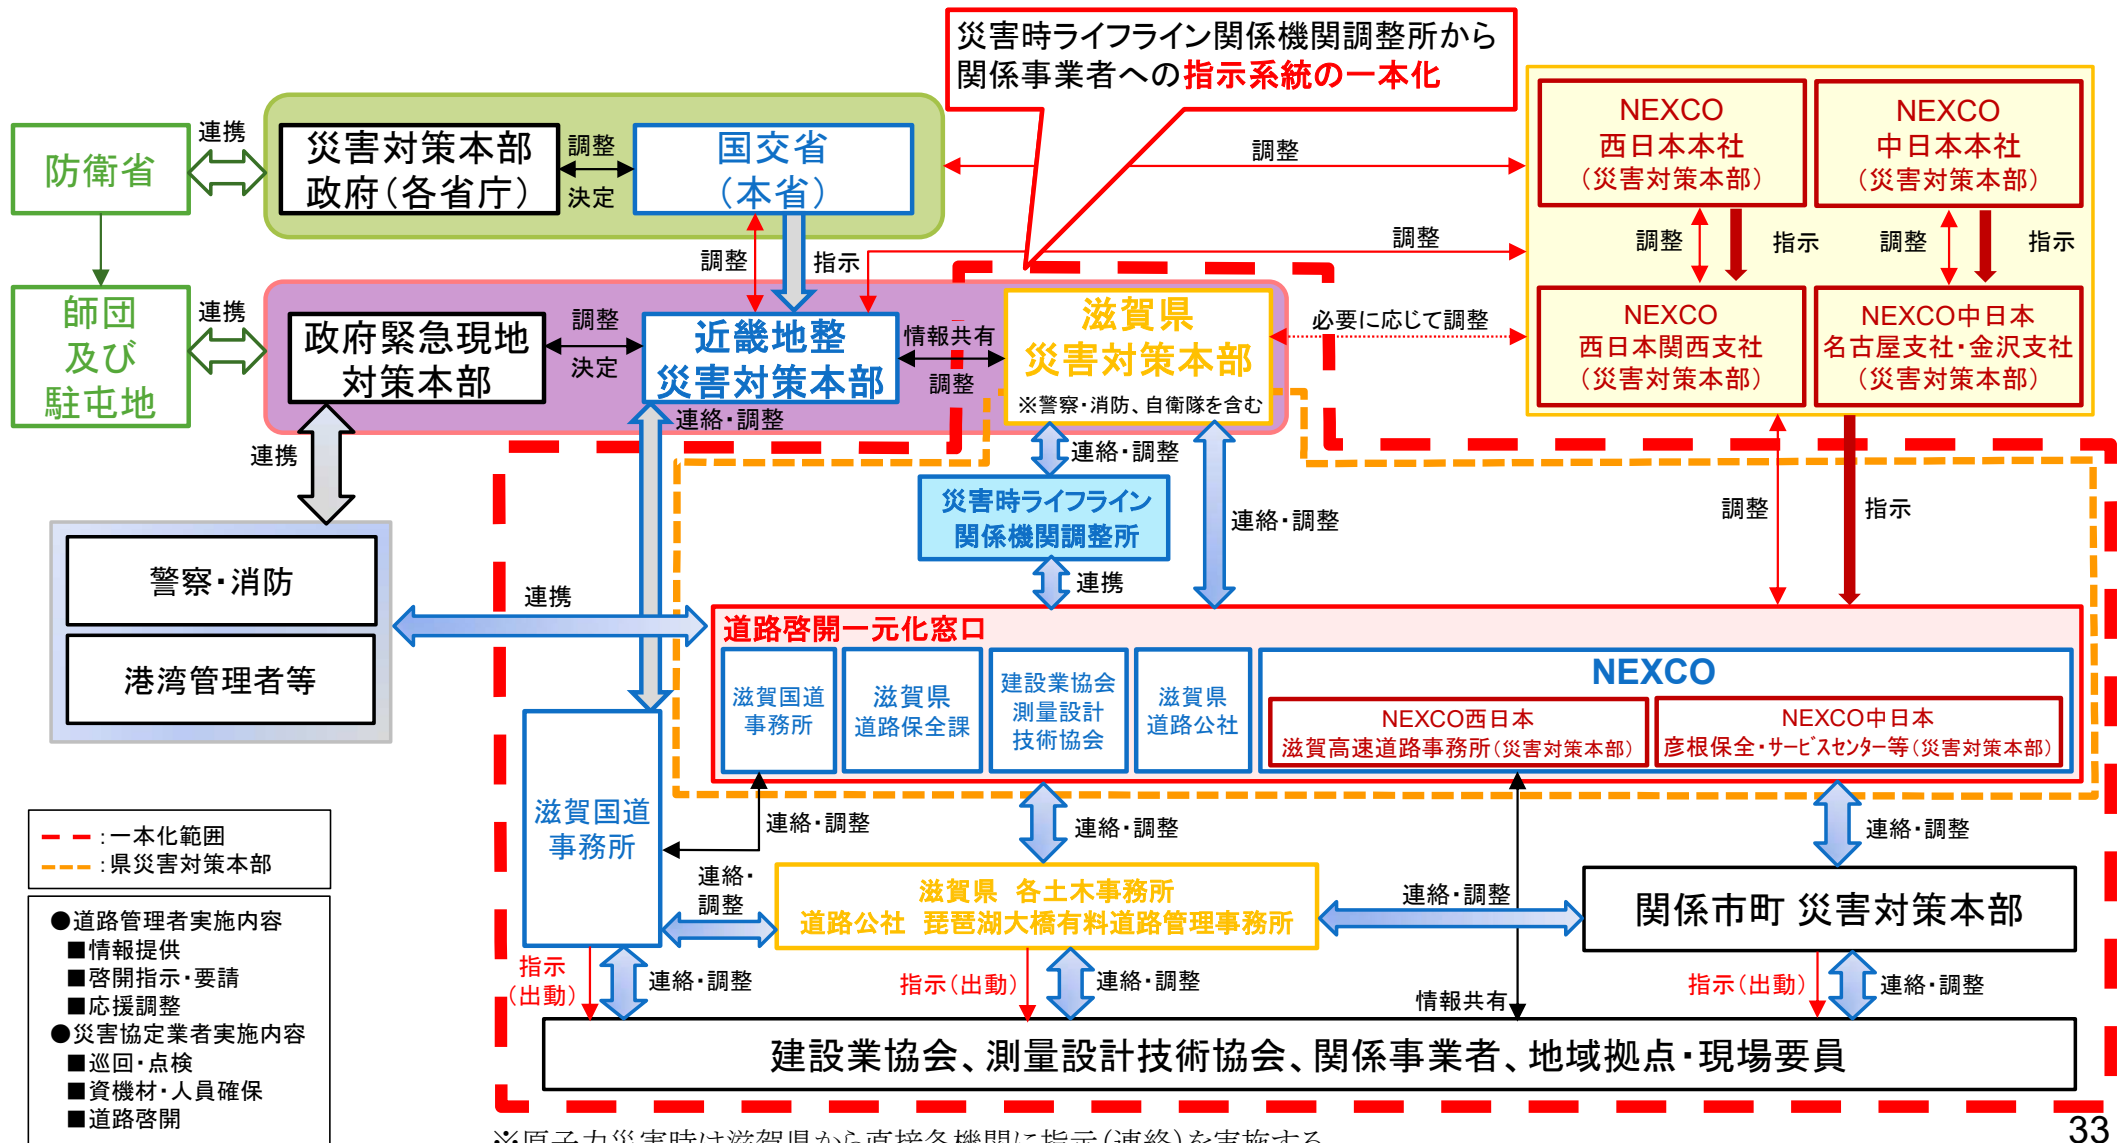 災害時ライフライン関係機関調整所から
関係事業者への指示系統の一本化
防衛省
連携
災害対策本部
政府(各省庁)
調整
決定
国交省
(本省)
調整
NEXCO
西日本本社
(災害対策本部)
NEXCO
中日本本社
(災害対策本部)
調整
指示
調整
指示
調整
指示
調整
師団
及び
駐屯地
連携
政府緊急現地
対策本部
調整
決定
近畿地整
災害対策本部
情報共有
調整
滋賀県
災害対策本部
※警察・消防、自衛隊を含む
必要に応じて調整
NEXCO
西日本関西支社
(災害対策本部)
NEXCO中日本
名古屋支社・金沢支社
(災害対策本部)
連携
連絡・調整
連絡・調整
災害時ライフライン
関係機関調整所
連絡・調整
調整
指示
連携
警察・消防
港湾管理者等
連携
道路啓開一元化窓口
滋賀国道
事務所
滋賀県
道路保全課
建設業協会
測量設計
技術協会
滋賀県
道路公社
NEXCO
NEXCO西日本
滋賀高速道路事務所(災害対策本部)
NEXCO中日本
彦根保全・サービスセンター等(災害対策本部)
滋賀国道
事務所
連絡・調整
連絡・調整
連絡・調整
連絡・
調整
滋賀県 各土木事務所
道路公社 琵琶湖大橋有料道路管理事務所
連絡・調整
関係市町 災害対策本部
指示
(出動)
連絡・調整
指示(出動)
連絡・調整
情報共有
指示(出動)
連絡・調整
建設業協会、測量設計技術協会、関係事業者、地域拠点・現場要員
:一本化範囲
:県災害対策本部
●道路管理者実施内容
■情報提供
■啓開指示・要請
■応援調整
●災害協定業者実施内容
■巡回・点検
■資機材・人員確保
■道路啓開
※原子力災害時は滋賀県から直接各機関に指示(連絡)を実施する
33